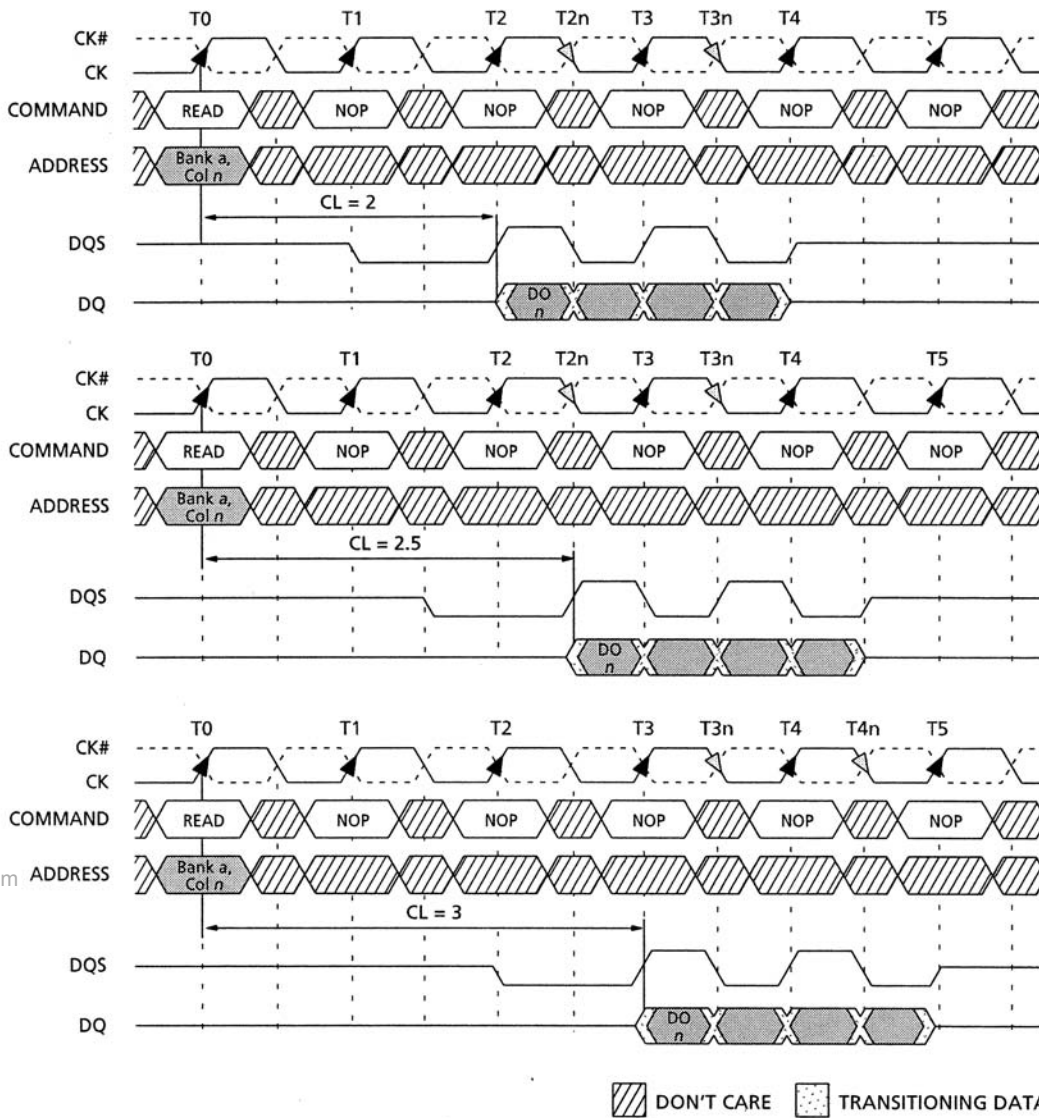 T0 T1 T2 T2n T3 T3n T4 T5
CK#
CK
COMMAND READ NOP NOP NOP NOP NOP
ADDRESS Bank a,
Col n
CL = 2
DQS
DQ DO
n
T0 T1 T2 T2n T3 T3n T4 T5
CK#
CK
COMMAND READ NOP NOP NOP NOP NOP
ADDRESS Bank a,
Col n
CL = 2.5
DQS
DQ DO
n
T0 T1 T2 T3 T3n T4 T4n T5
CK#
CK
COMMAND READ NOP NOP NOP NOP NOP
m ADDRESS Bank a,
Col n
CL = 3
DQS
DQ DO
n
DON'T CARE TRANSITIONING DATA